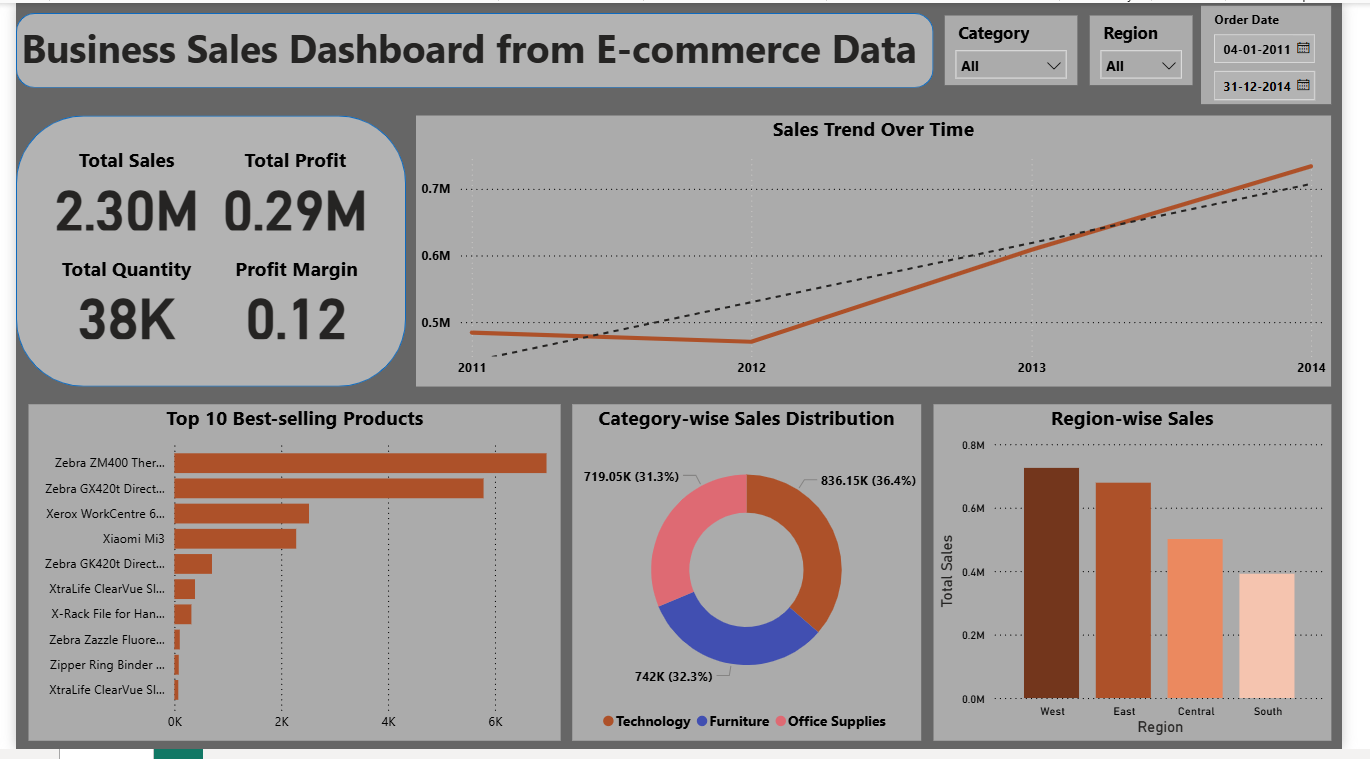 Business Sales Dashboard from E-commerce Data
Category
All
Region
All
Order Date
04-01-2011
31-12-2014
Total Sales
2.30M
Total Profit
0.29M
Total Quantity
38K
Profit Margin
0.12
Sales Trend Over Time
0.7M
0.6M
0.5M
2011
2012
2013
2014
Top 10 Best-selling Products
Zebra ZM400 Ther...
Zebra GX420t Direct...
Xerox WorkCentre 6...
Xiaomi Mi3
Zebra GK420t Direct...
XtraLife ClearVue Sl...
X-Rack File for Han...
Zebra Zazzle Fluore...
Zipper Ring Binder ...
XtraLife ClearVue Sl...
0K
2K
4K
6K
Category-wise Sales Distribution
719.05K (31.3%)
836.15K (36.4%)
742K (32.3%)
Technology
Furniture
Office Supplies
Region-wise Sales
Total Sales
0.8M
0.6M
0.4M
0.2M
0.0M
West
East
Central
South
Region